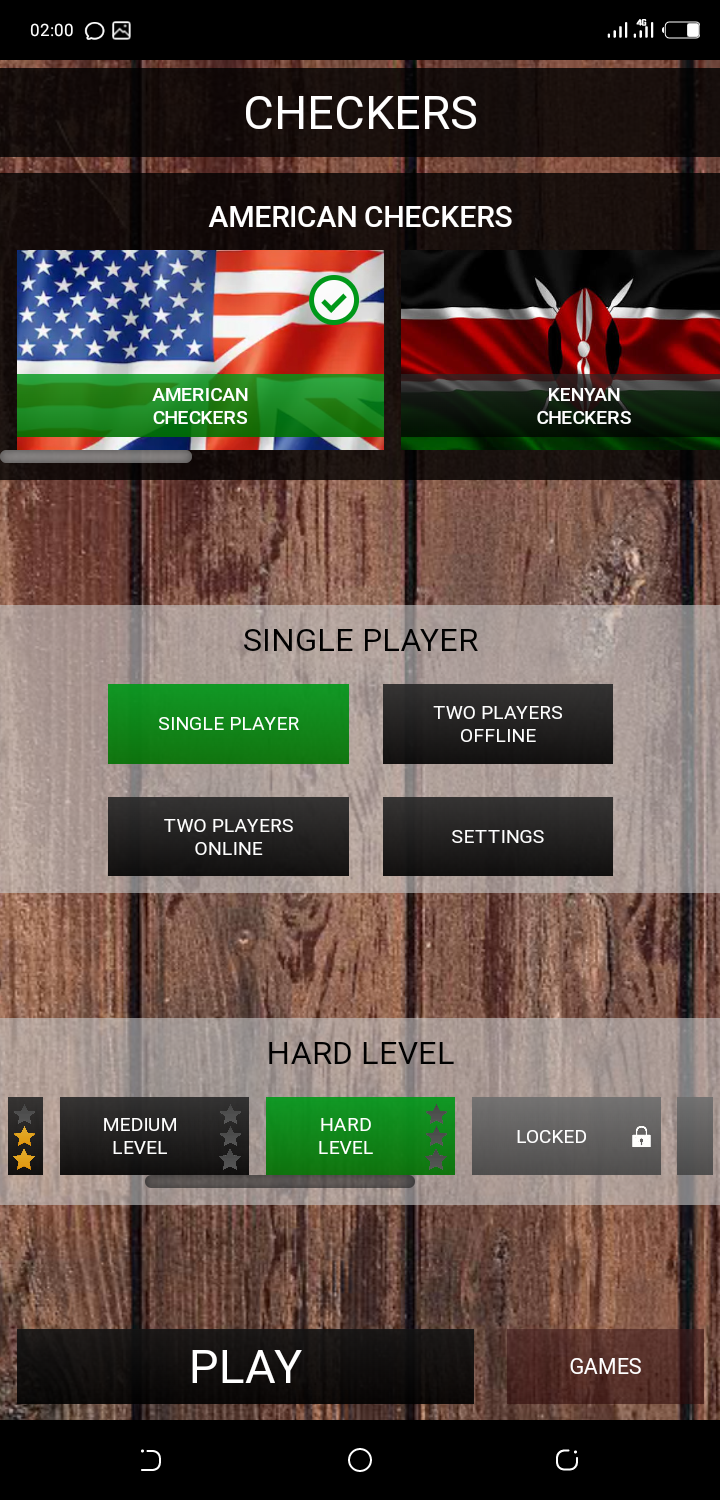 02:00
4G
CHECKERS
AMERICAN CHECKERS
AMERICAN
CHECKERS
KENYAN
CHECKERS
SINGLE PLAYER
SINGLE PLAYER
TWO PLAYERS
OFFLINE
TWO PLAYERS
ONLINE
SETTINGS
HARD LEVEL
MEDIUM
LEVEL
HARD
LEVEL
LOCKED
PLAY
GAMES